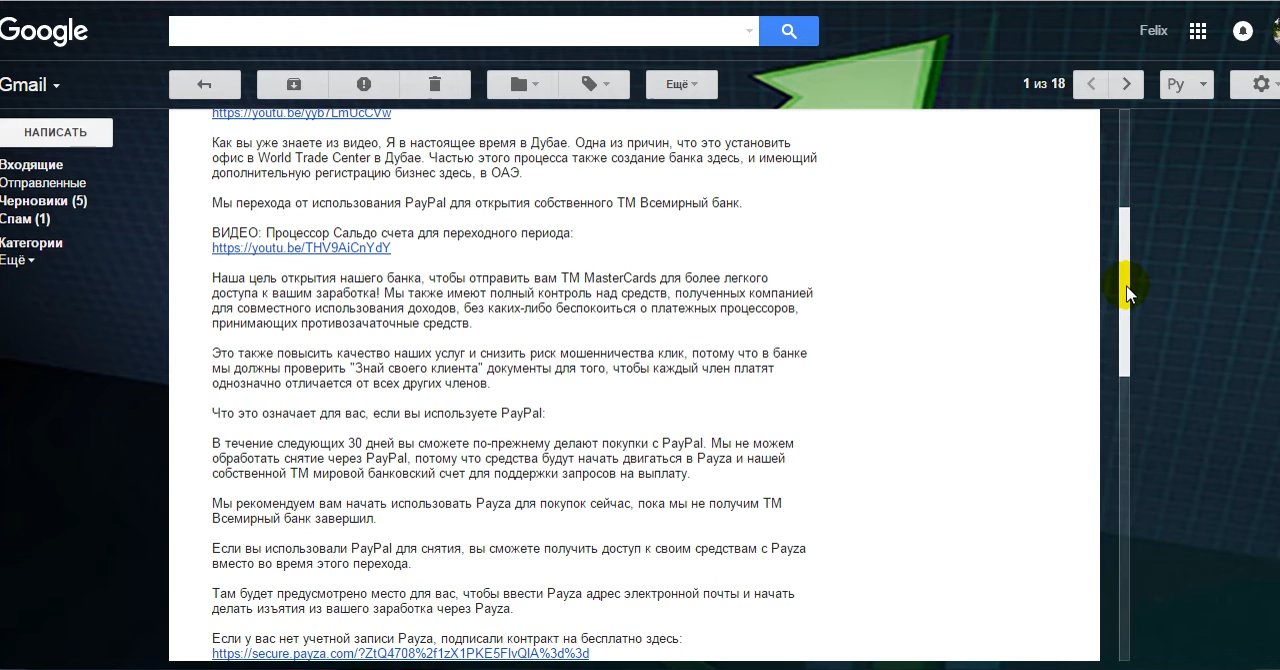 Google
Felix
Gmail
Ещё
1 из 18
Ру
НАПИСАТЬ
Входящие
Отправленные
Черновики (5)
Спам (1)
Категории
Ещё
https://youtu.be/yyb7LmUcCVw
Как вы уже знаете из видео, Я в настоящее время в Дубае. Одна из причин, что это установить
офис в World Trade Center в Дубае. Частью этого процесса также создание банка здесь, и имеющий
дополнительную регистрацию бизнес здесь, в ОАЭ.
Мы перехода от использования PayPal для открытия собственного ТМ Всемирный банк.
ВИДЕО: Процессор Сальдо счета для переходного периода:
https://youtu.be/THV9AiCnYdY
Наша цель открытия нашего банка, чтобы отправить вам ТМ MasterCards для более легкого
доступа к вашим заработка! Мы также имеют полный контроль над средств, полученных компанией
для совместного использования доходов, без каких-либо беспокоиться о платежных процессоров,
принимающих противозачаточные средств.
Это также повысить качество наших услуг и снизить риск мошенничества клик, потому что в банке
мы должны проверить "Знай своего клиента" документы для того, чтобы каждый член платят
однозначно отличается от всех других членов.
Что это означает для вас, если вы используете PayPal:
В течение следующих 30 дней вы сможете по-прежнему делают покупки с PayPal. Мы не можем
обработать снятие через PayPal, потому что средства будут начать двигаться в Payza и нашей
собственной ТМ мировой банковский счет для поддержки запросов на выплату.
Мы рекомендуем вам начать использовать Payza для покупок сейчас, пока мы не получим ТМ
Всемирный банк завершил.
Если вы использовали PayPal для снятия, вы сможете получить доступ к своим средствам с Payza
вместо во время этого перехода.
Там будет предусмотрено место для вас, чтобы ввести Payza адрес электронной почты и начать
делать изъятия из вашего заработка через Payza.
Если у вас нет учетной записи Payza, подписали контракт на бесплатно здесь:
https://secure.payza.com/?ZtQ4708%2f1zX1PKE5FlvQlA%3d%3d